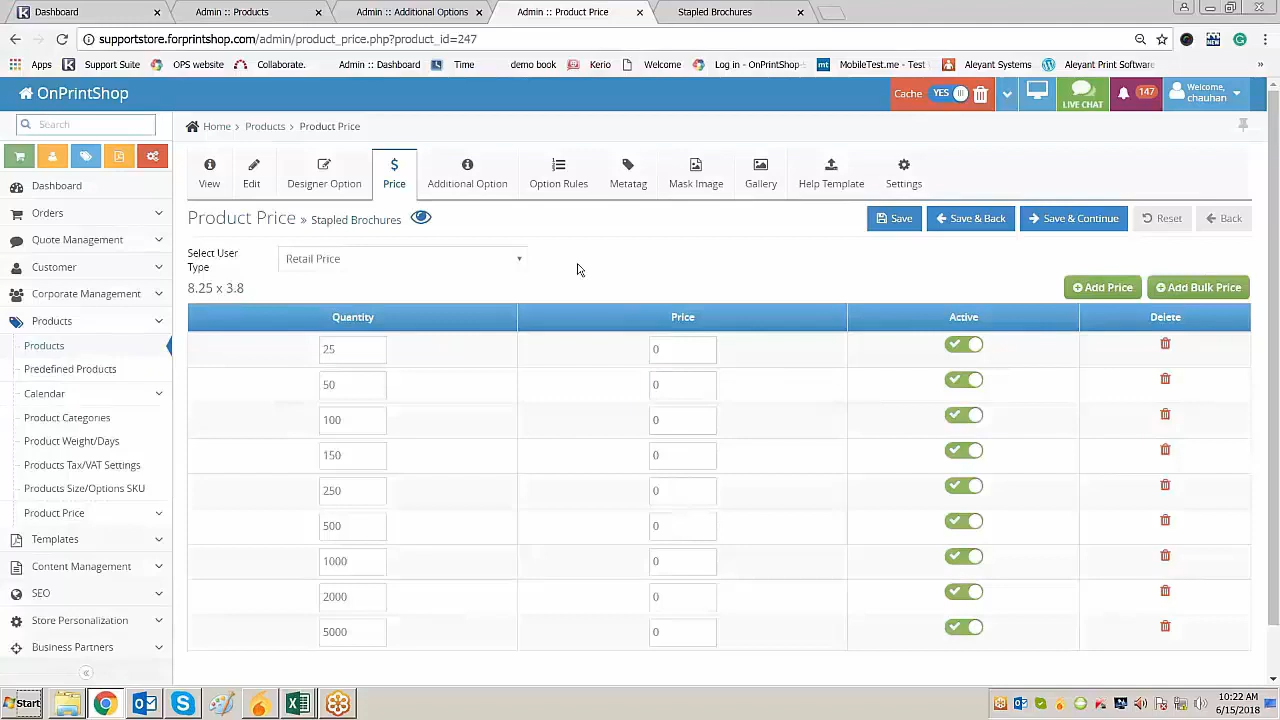 Dashboard
Admin :: Products
Admin :: Additional Options
Admin :: Product Price
Stapled Brochures
supportstore.forprintshop.com/admin/product_price.php?product_id=247
Apps Support Suite OPS website Collaborate. Admin :: Dashboard Time demo book Kerio Welcome Log in - OnPrintShop MobileTest.me - Test Aleyant Systems Aleyant Print Software
OnPrintShop
Cache YES
LIVE CHAT
147
Welcome,
chauhan
Search
Home > Products > Product Price
View Edit Designer Option Price Additional Option Option Rules Metatag Mask Image Gallery Help Template Settings
Dashboard
Orders
Quote Management
Customer
Corporate Management
Products
Products
Predefined Products
Calendar
Product Categories
Product Weight/Days
Products Tax/VAT Settings
Products Size/Options SKU
Product Price
Templates
Content Management
SEO
Store Personalization
Business Partners
Product Price » Stapled Brochures
Save Save & Back Save & Continue Reset Back
Select User
Type
Retail Price
8.25 x 3.8
Add Price Add Bulk Price
Quantity Price Active Delete
25 0
50 0
100 0
150 0
250 0
500 0
1000 0
2000 0
5000 0
Start
10:22 AM
6/15/2018